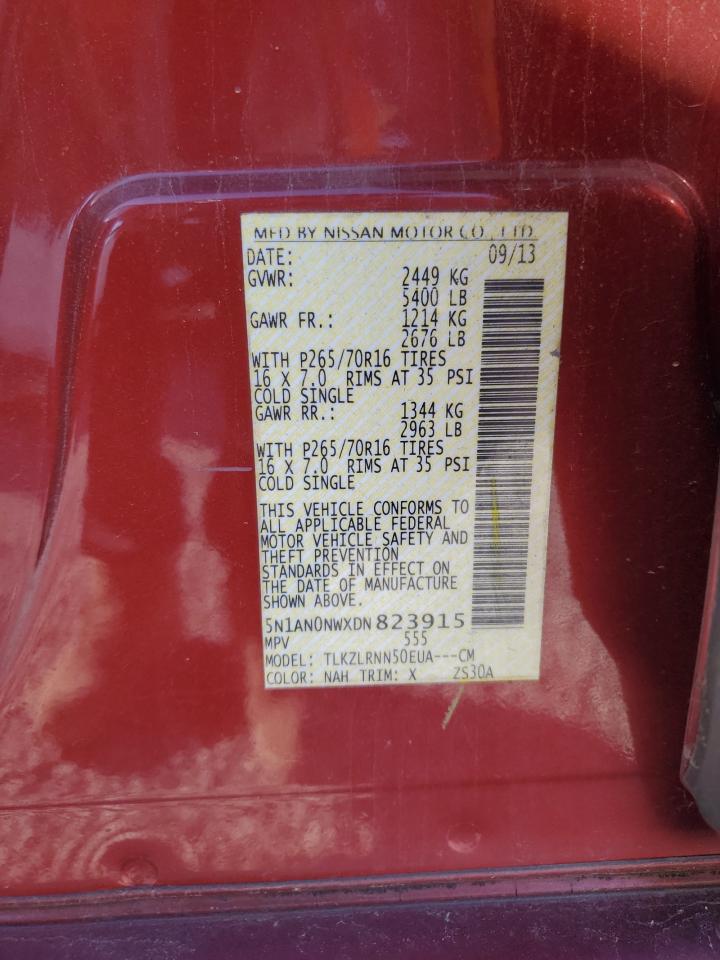 MFD BY NISSAN MOTOR CO., LTD.
DATE: 09/13
GVWR: 2449 KG
5400 LB
GAWR FR.: 1214 KG
2676 LB
WITH P265/70R16 TIRES
16 X 7.0 RIMS AT 35 PSI
COLD SINGLE
GAWR RR.: 1344 KG
2963 LB
WITH P265/70R16 TIRES
16 X 7.0 RIMS AT 35 PSI
COLD SINGLE
THIS VEHICLE CONFORMS TO
ALL APPLICABLE FEDERAL
MOTOR VEHICLE SAFETY AND
THEFT PREVENTION
STANDARDS IN EFFECT ON
THE DATE OF MANUFACTURE
SHOWN ABOVE.
5N1AN0NWXDN823915
MPV 555
MODEL: TLKZLRNN50EUA---CM
COLOR: NAH TRIM: X ZS30A